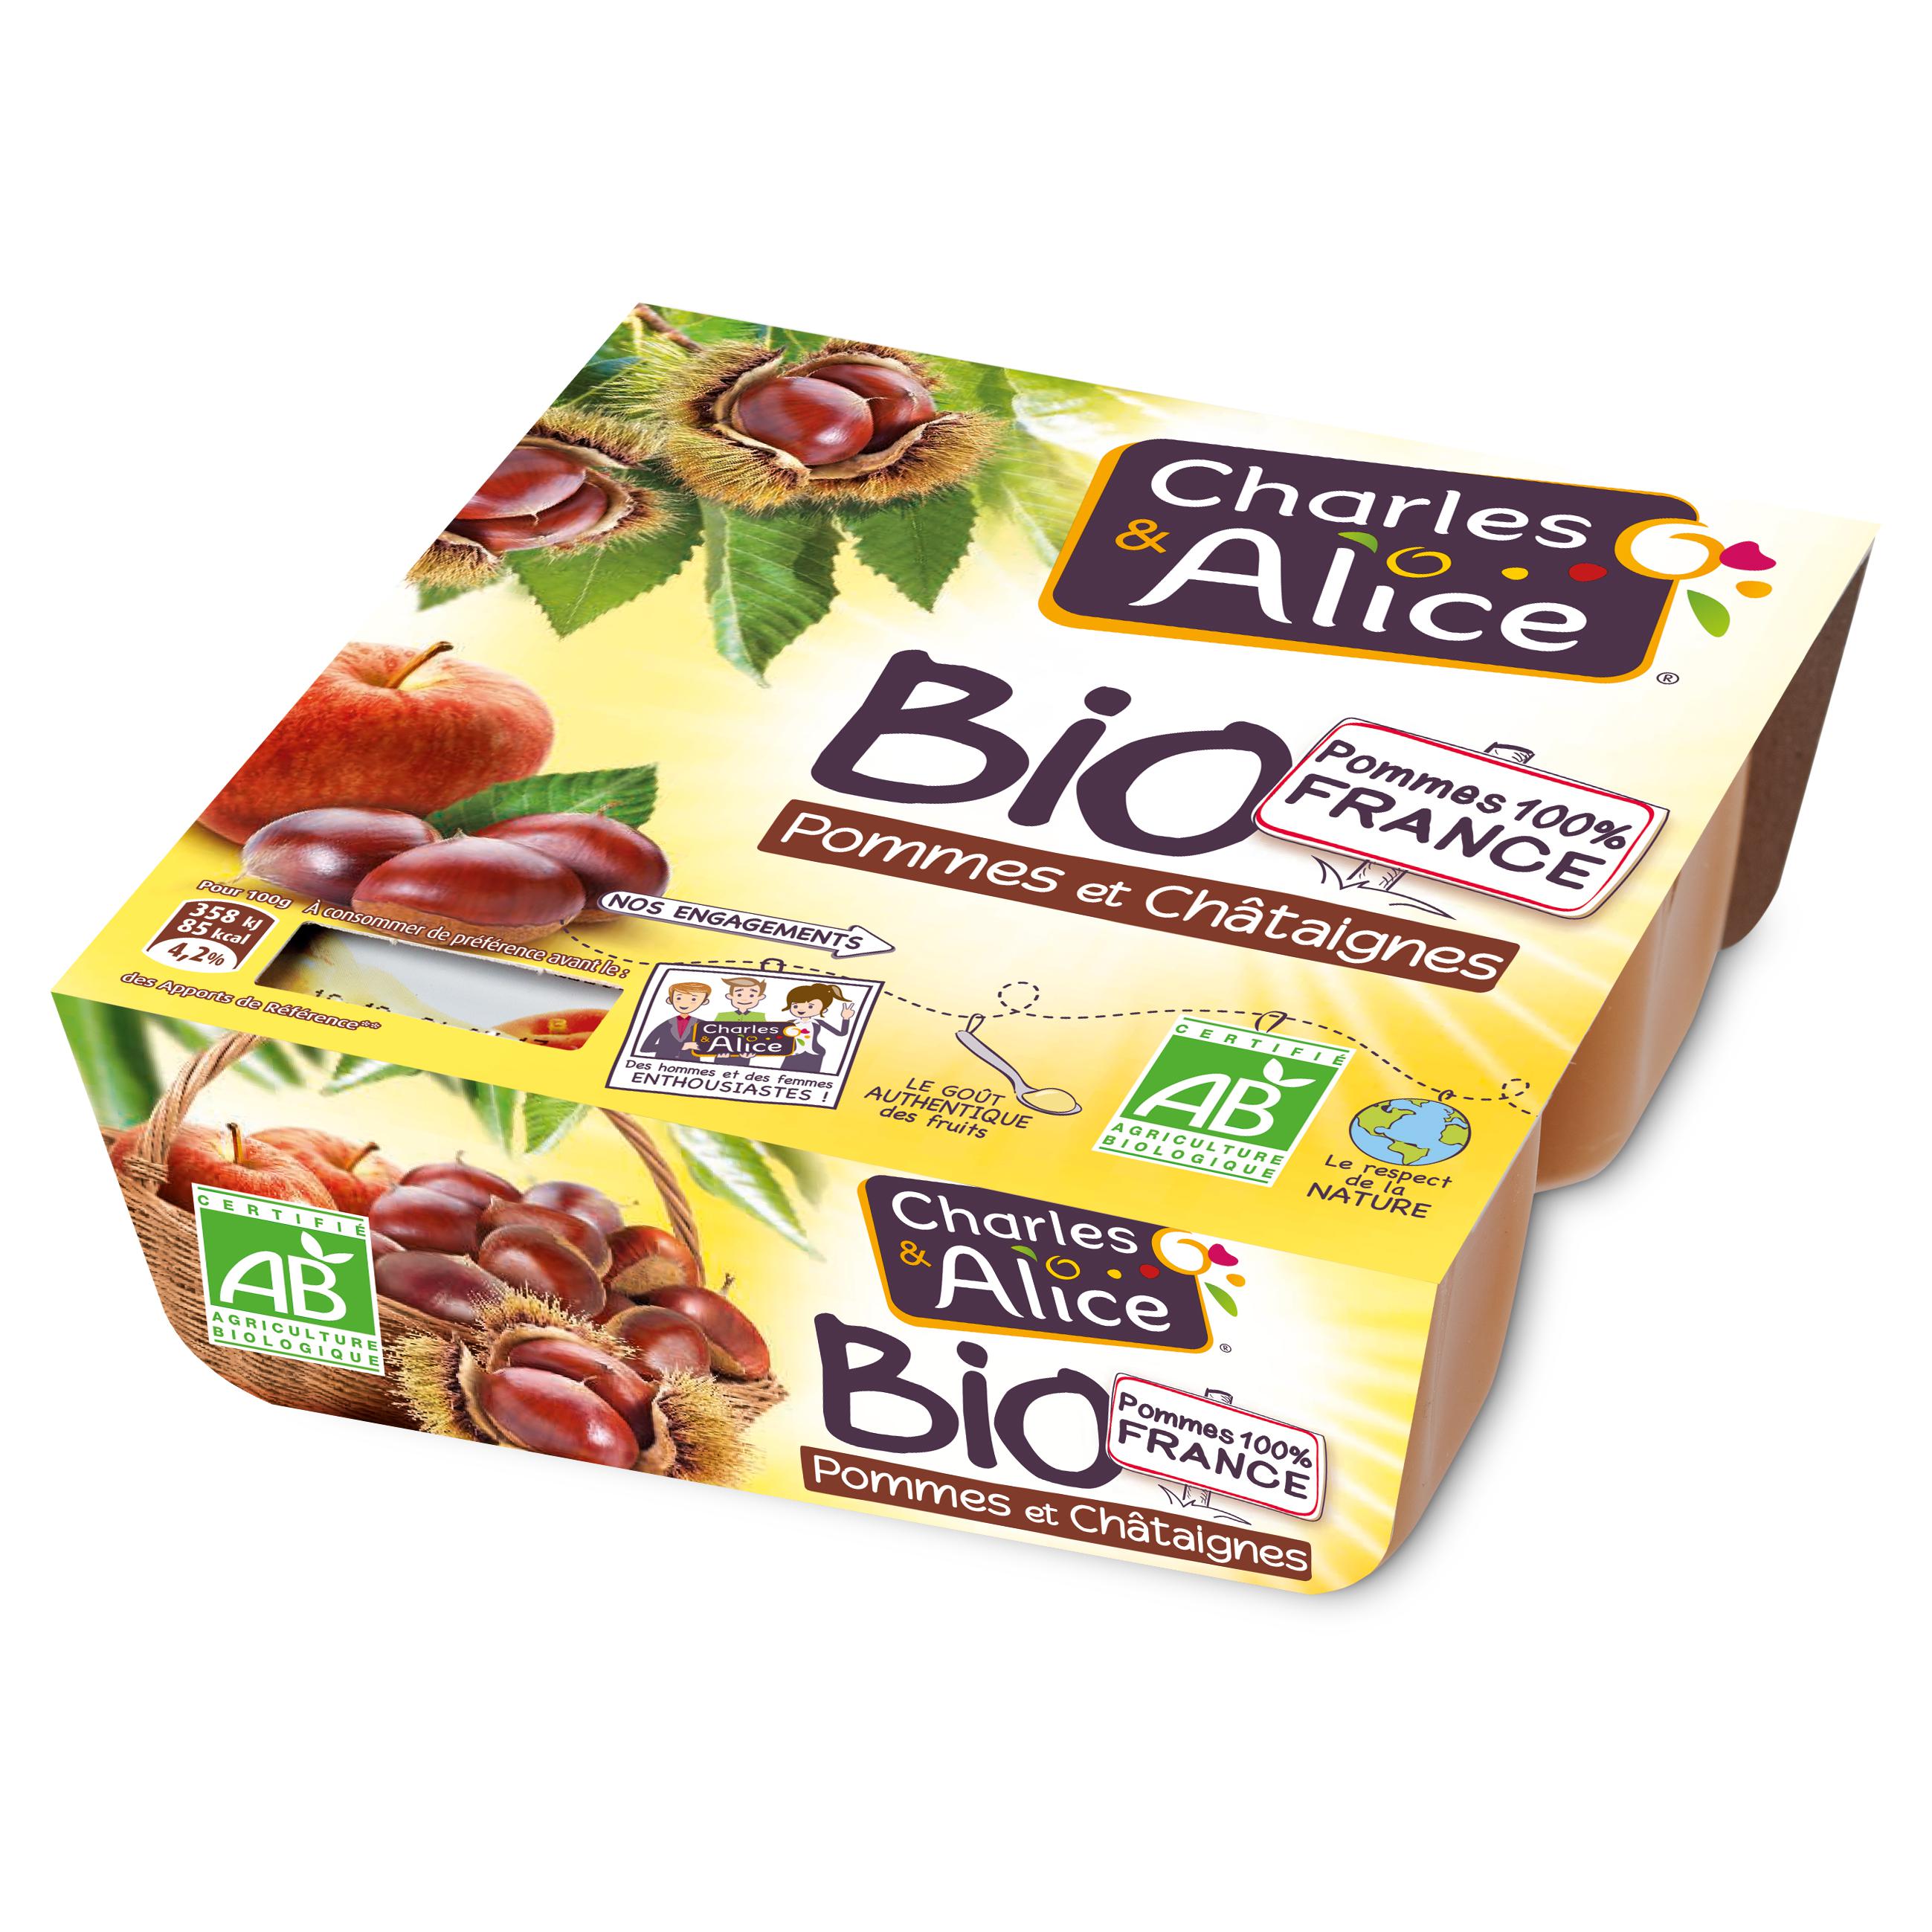 Charles
& Alice
®
Bio
Pommes 100%
FRANCE
Pommes et Châtaignes
Pour 100g
358 kJ
85 kcal
4,2%
des Apports de Référence**
À consommer de préférence avant le :
NOS ENGAGEMENTS
Charles
& Alice
Des hommes et des femmes
ENTHOUSIASTES !
LE GOÛT
AUTHENTIQUE
des fruits
CERTIFIÉ
AB
AGRICULTURE
BIOLOGIQUE
Le respect
de la
NATURE
CERTIFIÉ
AB
AGRICULTURE
BIOLOGIQUE
Charles
& Alice
®
Bio
Pommes 100%
FRANCE
Pommes et Châtaignes